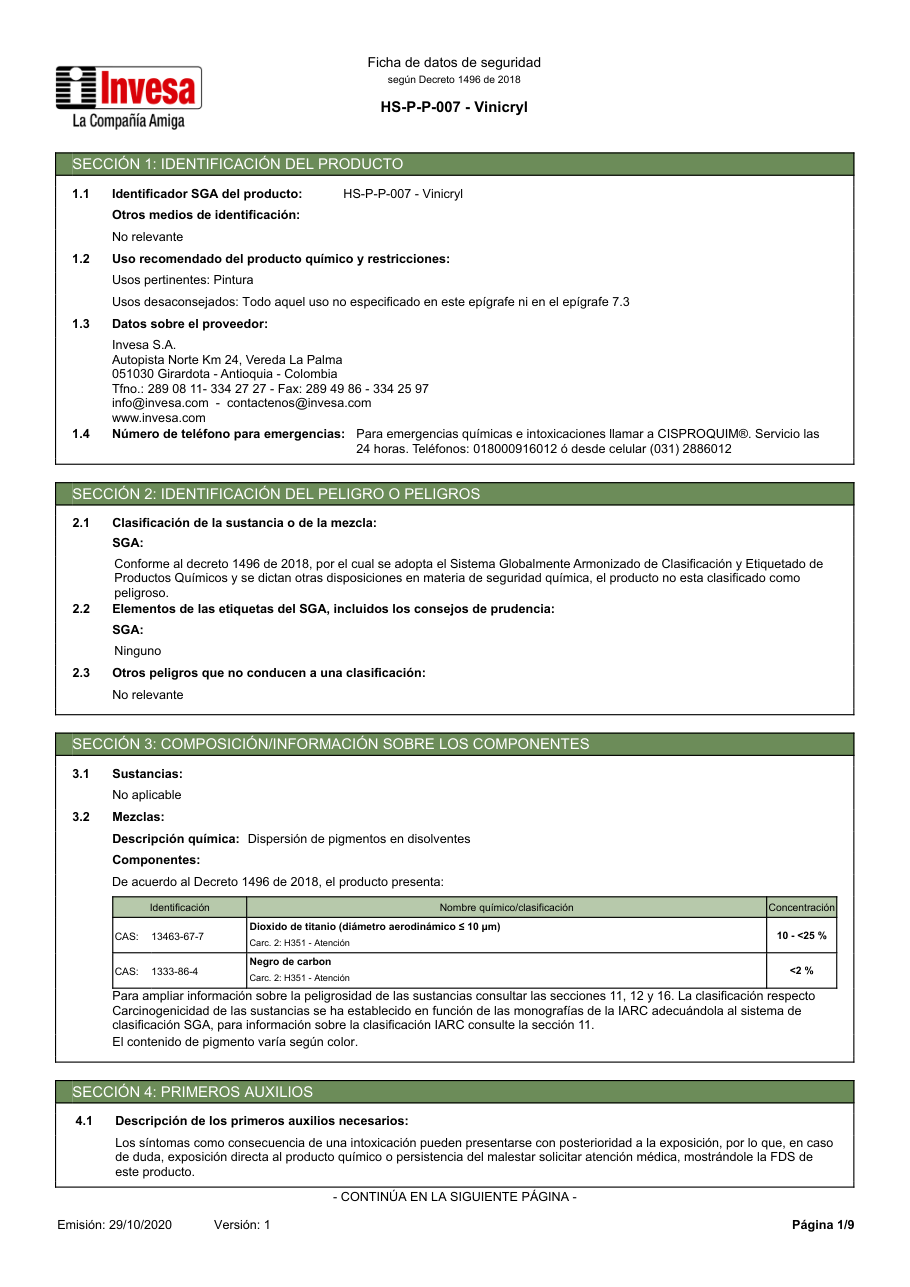 Invesa
La Compañía Amiga
Ficha de datos de seguridad
según Decreto 1496 de 2018
HS-P-P-007 - Vinicryl
SECCIÓN 1: IDENTIFICACIÓN DEL PRODUCTO
1.1 Identificador SGA del producto: HS-P-P-007 - Vinicryl
Otros medios de identificación:
No relevante
1.2 Uso recomendado del producto químico y restricciones:
Usos pertinentes: Pintura
Usos desaconsejados: Todo aquel uso no especificado en este epígrafe ni en el epígrafe 7.3
1.3 Datos sobre el proveedor:
Invesa S.A.
Autopista Norte Km 24, Vereda La Palma
051030 Girardota - Antioquia - Colombia
Tfno.: 289 08 11- 334 27 27 - Fax: 289 49 86 - 334 25 97
info@invesa.com - contactenos@invesa.com
www.invesa.com
1.4 Número de teléfono para emergencias: Para emergencias químicas e intoxicaciones llamar a CISPROQUIM®. Servicio las
24 horas. Teléfonos: 018000916012 ó desde celular (031) 2886012
SECCIÓN 2: IDENTIFICACIÓN DEL PELIGRO O PELIGROS
2.1 Clasificación de la sustancia o de la mezcla:
SGA:
Conforme al decreto 1496 de 2018, por el cual se adopta el Sistema Globalmente Armonizado de Clasificación y Etiquetado de
Productos Químicos y se dictan otras disposiciones en materia de seguridad química, el producto no esta clasificado como
peligroso.
2.2 Elementos de las etiquetas del SGA, incluidos los consejos de prudencia:
SGA:
Ninguno
2.3 Otros peligros que no conducen a una clasificación:
No relevante
SECCIÓN 3: COMPOSICIÓN/INFORMACIÓN SOBRE LOS COMPONENTES
3.1 Sustancias:
No aplicable
3.2 Mezclas:
Descripción química: Dispersión de pigmentos en disolventes
Componentes:
De acuerdo al Decreto 1496 de 2018, el producto presenta:
Identificación Nombre químico/clasificación Concentración
CAS: 13463-67-7 Dioxido de titanio (diámetro aerodinámico ≤ 10 µm) 10 - <25 %
Carc. 2: H351 - Atención
CAS: 1333-86-4 Negro de carbon <2 %
Carc. 2: H351 - Atención
Para ampliar información sobre la peligrosidad de las sustancias consultar las secciones 11, 12 y 16. La clasificación respecto
Carcinogenicidad de las sustancias se ha establecido en función de las monografías de la IARC adecuándola al sistema de
clasificación SGA, para información sobre la clasificación IARC consulte la sección 11.
El contenido de pigmento varía según color.
SECCIÓN 4: PRIMEROS AUXILIOS
4.1 Descripción de los primeros auxilios necesarios:
Los síntomas como consecuencia de una intoxicación pueden presentarse con posterioridad a la exposición, por lo que, en caso
de duda, exposición directa al producto químico o persistencia del malestar solicitar atención médica, mostrándole la FDS de
este producto.
- CONTINÚA EN LA SIGUIENTE PÁGINA -
Emisión: 29/10/2020 Versión: 1 Página 1/9